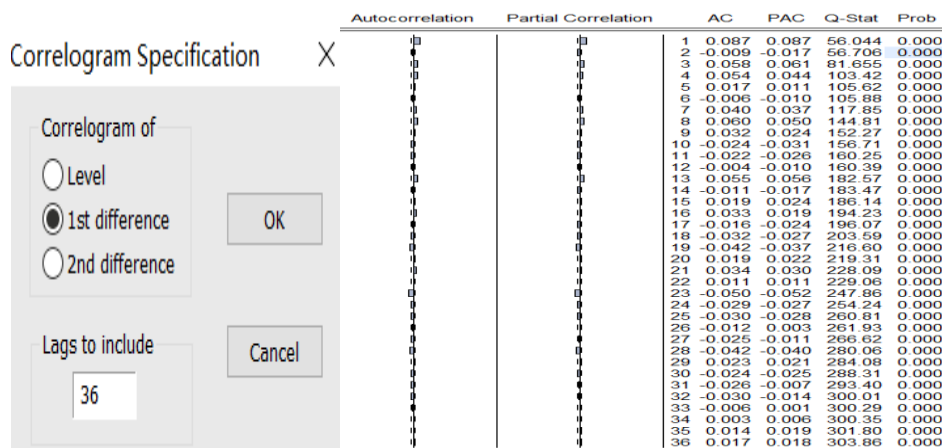 Correlogram Specification X
Correlogram of
Level
1st difference
2nd difference
OK
Lags to include
36
Cancel
Autocorrelation Partial Correlation AC PAC Q-Stat Prob
1 0.087 0.087 56.044 0.000
2 -0.009 -0.017 56.706 0.000
3 0.058 0.061 81.655 0.000
4 0.054 0.044 103.42 0.000
5 0.017 0.011 105.62 0.000
6 -0.006 -0.010 105.88 0.000
7 0.040 0.037 117.85 0.000
8 0.060 0.050 144.81 0.000
9 0.032 0.024 152.27 0.000
10 -0.024 -0.031 156.71 0.000
11 -0.022 -0.026 160.25 0.000
12 -0.004 -0.010 160.39 0.000
13 0.055 0.056 182.57 0.000
14 -0.011 -0.017 183.47 0.000
15 0.019 0.024 186.14 0.000
16 0.033 0.019 194.23 0.000
17 -0.016 -0.024 196.07 0.000
18 -0.032 -0.027 203.59 0.000
19 -0.042 -0.037 216.60 0.000
20 0.019 0.022 219.31 0.000
21 0.034 0.030 228.09 0.000
22 0.011 0.011 229.06 0.000
23 -0.050 -0.052 247.86 0.000
24 -0.029 -0.027 254.24 0.000
25 -0.030 -0.028 260.81 0.000
26 -0.012 0.003 261.93 0.000
27 -0.025 -0.011 266.62 0.000
28 -0.042 -0.040 280.06 0.000
29 0.023 0.021 284.08 0.000
30 -0.024 -0.025 288.31 0.000
31 -0.026 -0.007 293.40 0.000
32 -0.030 -0.014 300.01 0.000
33 -0.006 0.001 300.29 0.000
34 0.003 0.006 300.35 0.000
35 0.014 0.019 301.80 0.000
36 0.017 0.018 303.86 0.000